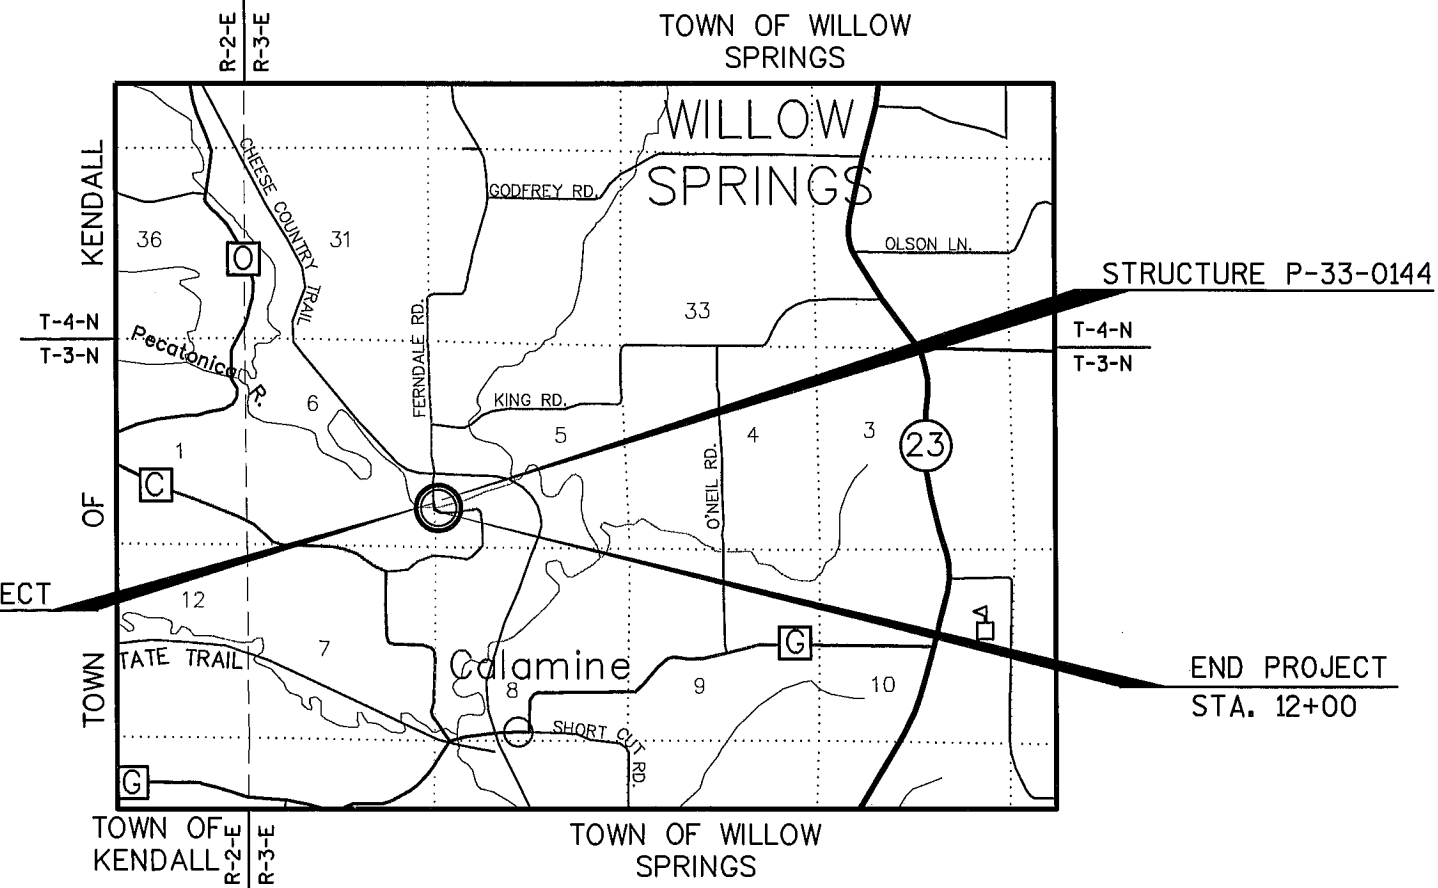 R-2-E
R-3-E
TOWN OF WILLOW
SPRINGS
WILLOW
SPRINGS
CHEESE COUNTRY
TRAIL
GODFREY RD.
KENDALL
36
31
O
OLSON LN.
STRUCTURE P-33-0144
33
T-4-N
T-3-N
T-4-N
T-3-N
Pecatonica
R.
FERNDALE RD.
KING RD.
6
5
4
3
1
23
C
O'NEIL RD.
OF
ECT
12
7
TATE TRAIL
Calamine
8
G
9
10
END PROJECT
STA. 12+00
TOWN
SHORT CUT
RD.
G
TOWN OF
KENDALL
R-2-E
R-3-E
TOWN OF WILLOW
SPRINGS